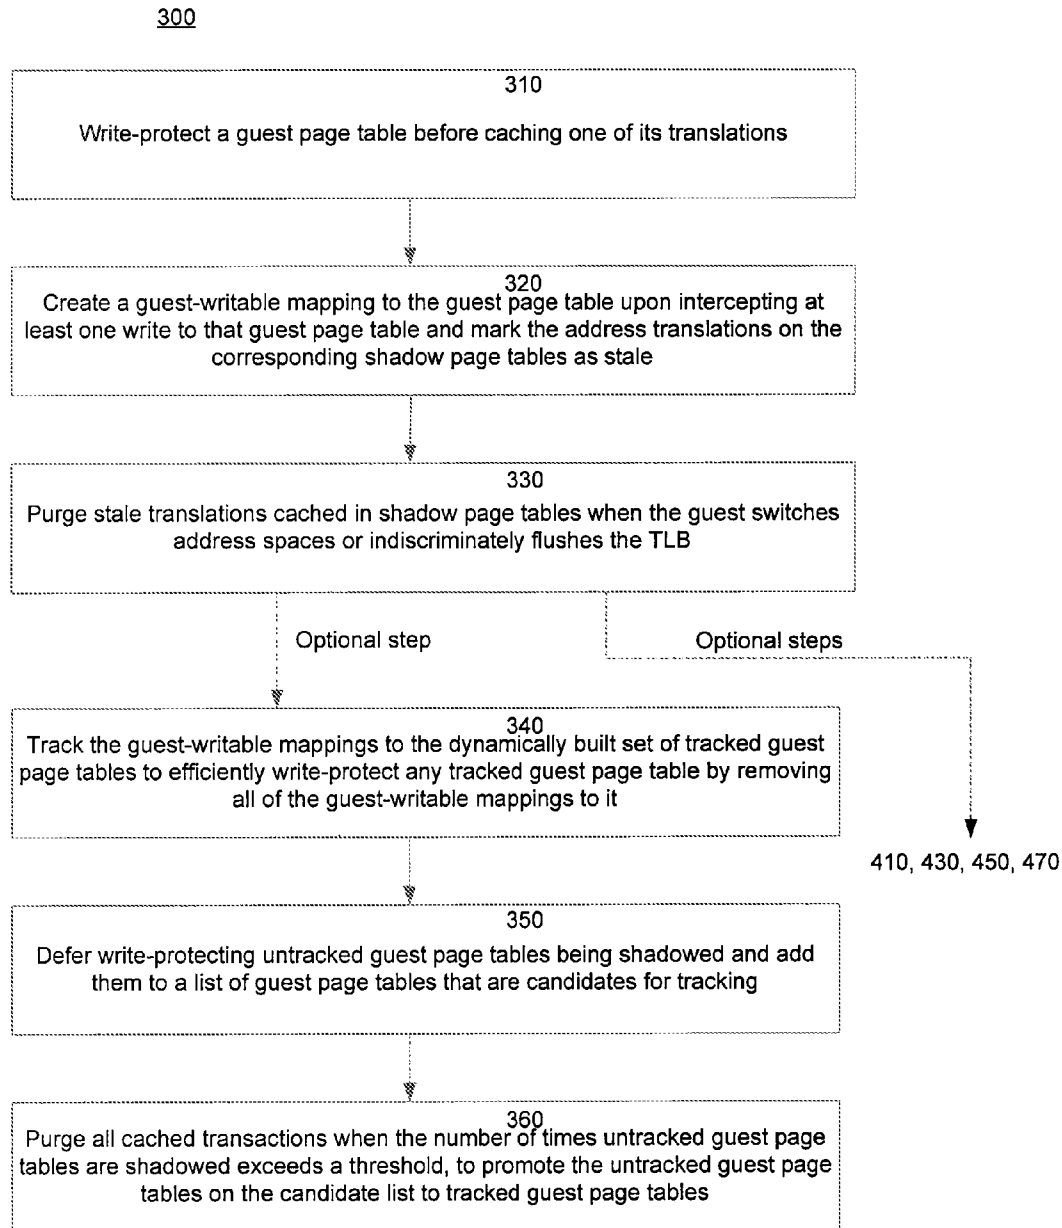 300
310
Write-protect a guest page table before caching one of its translations
320
Create a guest-writable mapping to the guest page table upon intercepting at
least one write to that guest page table and mark the address translations on the
corresponding shadow page tables as stale
330
Purge stale translations cached in shadow page tables when the guest switches
address spaces or indiscriminately flushes the TLB
Optional step
Optional steps
340
Track the guest-writable mappings to the dynamically built set of tracked guest
page tables to efficiently write-protect any tracked guest page table by removing
all of the guest-writable mappings to it
410, 430, 450, 470
350
Defer write-protecting untracked guest page tables being shadowed and add
them to a list of guest page tables that are candidates for tracking
360
Purge all cached transactions when the number of times untracked guest page
tables are shadowed exceeds a threshold, to promote the untracked guest page
tables on the candidate list to tracked guest page tables